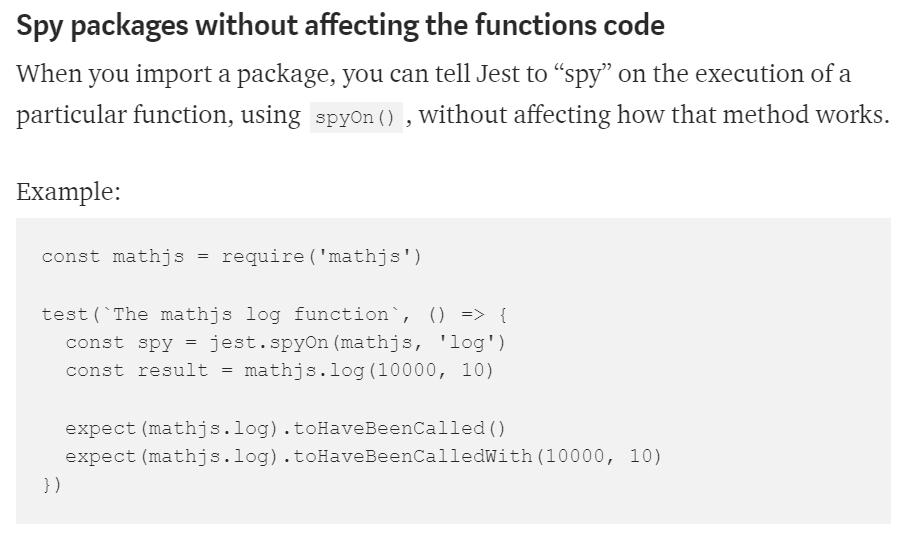 Spy packages without affecting the functions code
When you import a package, you can tell Jest to “spy” on the execution of a
particular function, using spyOn() , without affecting how that method works.
Example:
const mathjs = require('mathjs')
test(`The mathjs log function`, () => {
  const spy = jest.spyOn(mathjs, 'log')
  const result = mathjs.log(10000, 10)
  expect(mathjs.log).toHaveBeenCalled()
  expect(mathjs.log).toHaveBeenCalledWith(10000, 10)
})